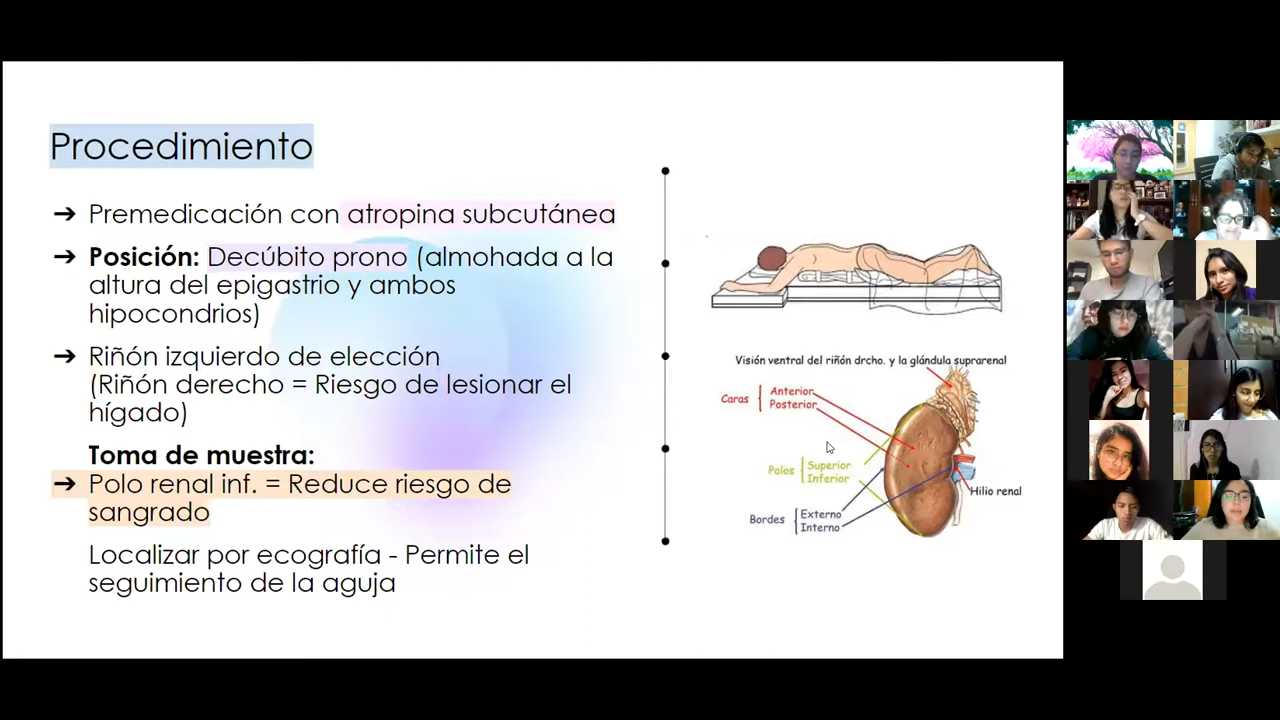 Procedimiento
➔ Premedicación con atropina subcutánea
➔ Posición: Decúbito prono (almohada a la
altura del epigastrio y ambos
hipocondrios)
➔ Riñón izquierdo de elección
(Riñón derecho = Riesgo de lesionar el
hígado)
Toma de muestra:
➔ Polo renal inf. = Reduce riesgo de
sangrado
Localizar por ecografía - Permite el
seguimiento de la aguja
Visión ventral del riñón drcho. y la glándula suprarenal
Caras
Anterior
Posterior
Polos
Superior
Inferior
Hilio renal
Bordes
Externo
Interno